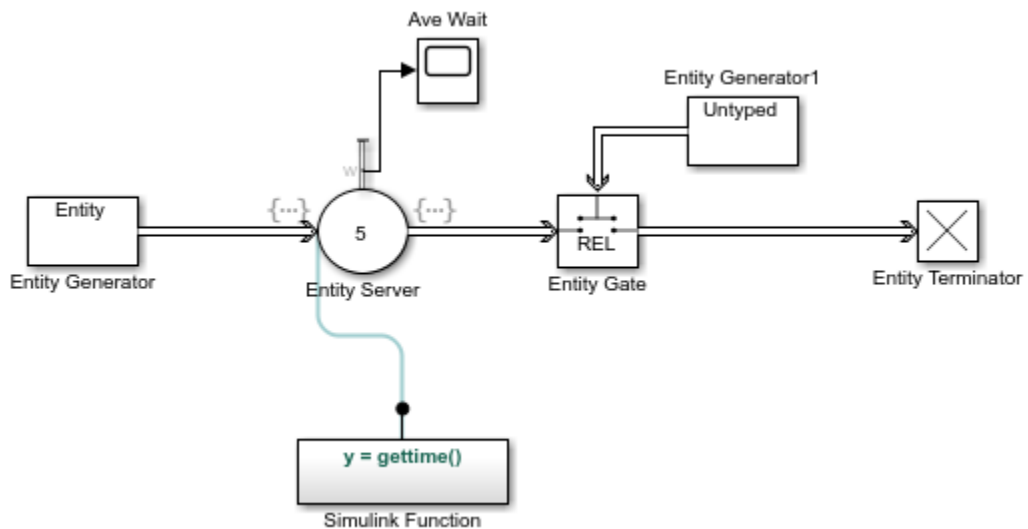 Ave Wait
Entity Generator1
Untyped
w
{...}
{...}
Entity
5
REL
Entity Generator
Entity Server
Entity Gate
Entity Terminator
y = gettime()
Simulink Function